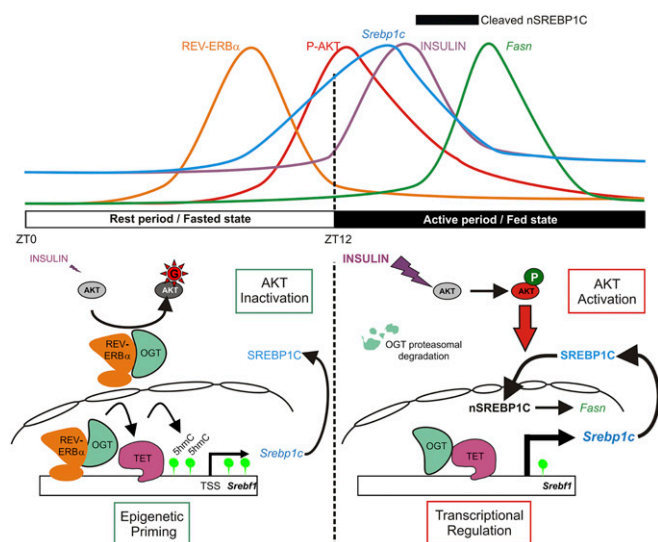 Cleaved nSREBP1C
Srebp1c
REV-ERBα
P-AKT
INSULIN
Fasn
Rest period / Fasted state
Active period / Fed state
ZT0
ZT12
INSULIN
G
AKT
AKT
AKT
Inactivation
REV-
ERBα
OGT
SREBP1C
REV-
ERBα
OGT
TET
5hmC
5hmC
Srebp1c
TSS
Srebf1
Epigenetic
Priming
INSULIN
AKT
P
AKT
AKT
Activation
OGT proteasomal
degradation
SREBP1C
nSREBP1C
Fasn
OGT
TET
Srebp1c
Srebf1
Transcriptional
Regulation